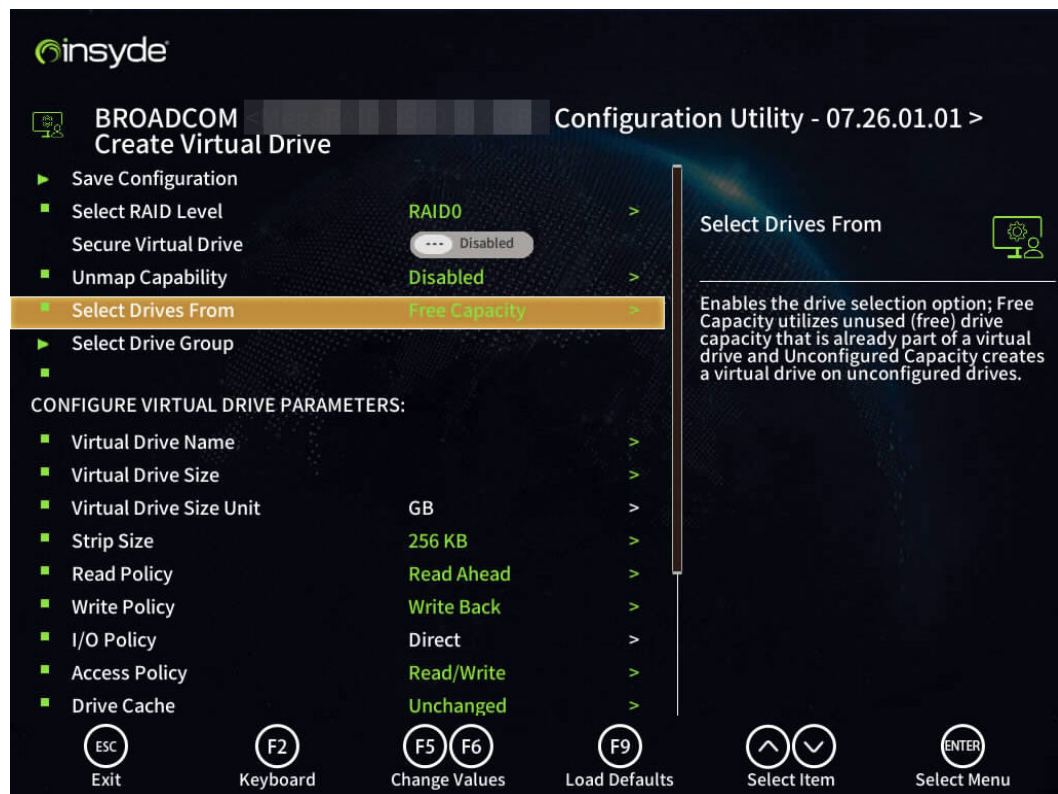 insyde
BROADCOM Configuration Utility - 07.26.01.01 >
Create Virtual Drive
Save Configuration
Select RAID Level RAID0 >
Secure Virtual Drive --- Disabled
Unmap Capability Disabled >
Select Drives From Free Capacity >
Select Drive Group
CONFIGURE VIRTUAL DRIVE PARAMETERS:
Virtual Drive Name >
Virtual Drive Size >
Virtual Drive Size Unit GB >
Strip Size 256 KB >
Read Policy Read Ahead >
Write Policy Write Back >
I/O Policy Direct >
Access Policy Read/Write >
Drive Cache Unchanged >
Select Drives From
Enables the drive selection option; Free
Capacity utilizes unused (free) drive
capacity that is already part of a virtual
drive and Unconfigured Capacity creates
a virtual drive on unconfigured drives.
ESC F2 F5 F6 F9 ENTER
Exit Keyboard Change Values Load Defaults Select Item Select Menu